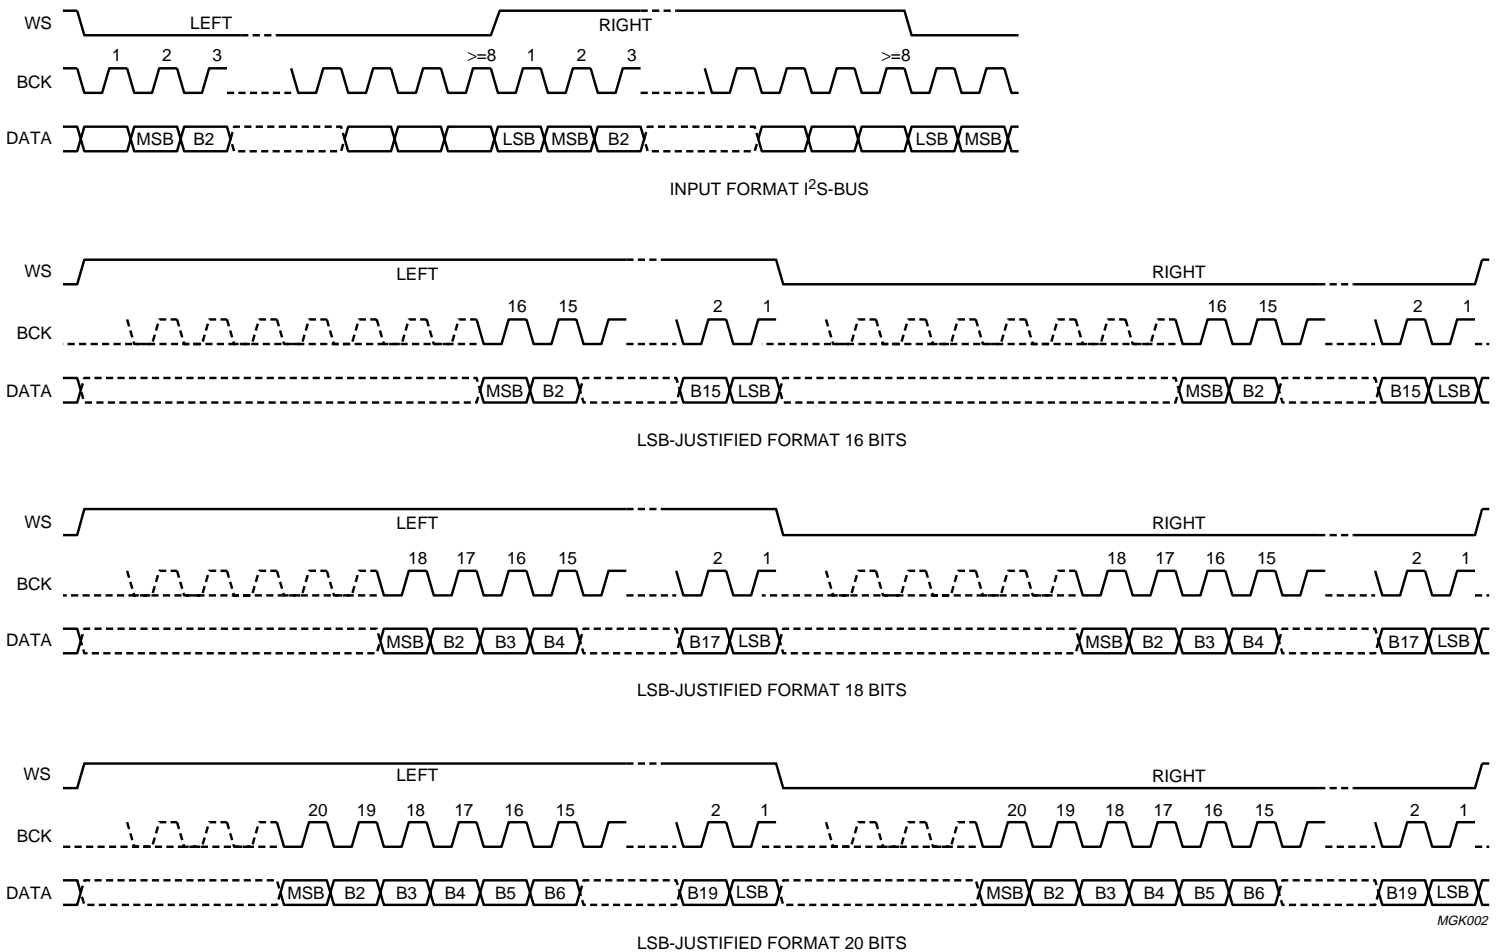 WS LEFT RIGHT
BCK 1 2 3 >=8 1 2 3 >=8
DATA MSB B2 LSB MSB B2 LSB MSB
INPUT FORMAT I²S-BUS
WS LEFT RIGHT
BCK 16 15 2 1 16 15 2 1
DATA MSB B2 B15 LSB MSB B2 B15 LSB
LSB-JUSTIFIED FORMAT 16 BITS
WS LEFT RIGHT
BCK 18 17 16 15 2 1 18 17 16 15 2 1
DATA MSB B2 B3 B4 B17 LSB MSB B2 B3 B4 B17 LSB
LSB-JUSTIFIED FORMAT 18 BITS
WS LEFT RIGHT
BCK 20 19 18 17 16 15 2 1 20 19 18 17 16 15 2 1
DATA MSB B2 B3 B4 B5 B6 B19 LSB MSB B2 B3 B4 B5 B6 B19 LSB
MGK002
LSB-JUSTIFIED FORMAT 20 BITS